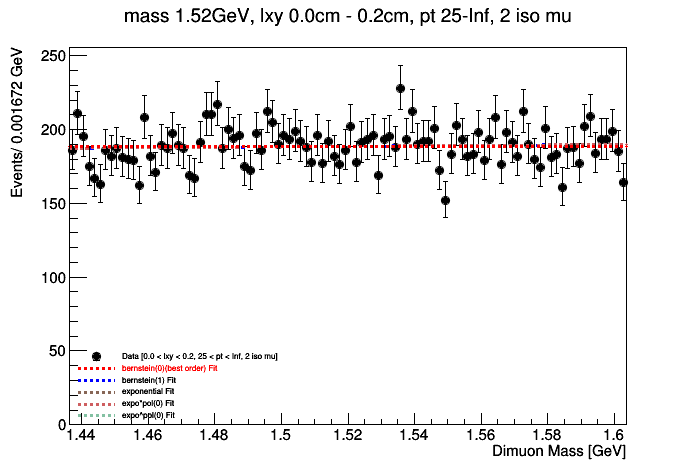 mass 1.52GeV, lxy 0.0cm - 0.2cm, pt 25-Inf, 2 iso mu
Events/ 0.001672 GeV
250
200
150
100
50
0
Data [0.0 < lxy < 0.2, 25 < pt < Inf, 2 iso mu]
bernstein(0)(best order) Fit
bernstein(1) Fit
exponential Fit
expo*pol(0) Fit
expo^ppl(0) Fit
1.44 1.46 1.48 1.5 1.52 1.54 1.56 1.58 1.6
Dimuon Mass [GeV]